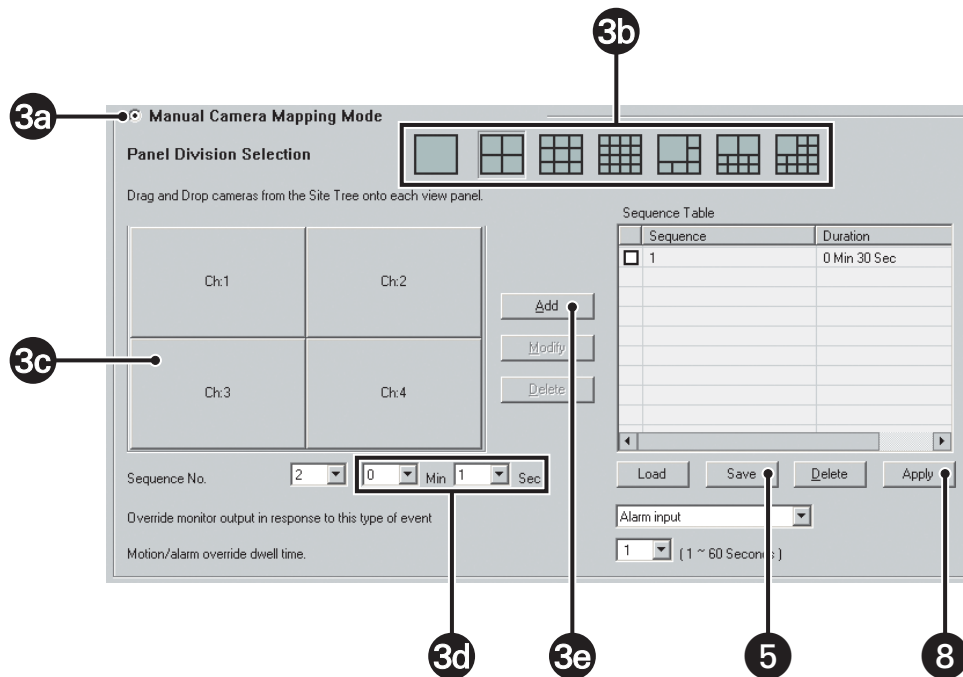 3b
3a
Manual Camera Mapping Mode
Panel Division Selection
Drag and Drop cameras from the Site Tree onto each view panel.
Sequence Table
Sequence Duration
1 0 Min 30 Sec
Ch:1 Ch:2
Add
Modify
3c
Ch:3 Ch:4
Delete
Sequence No. 2 0 Min 1 Sec
Load Save Delete Apply
Override monitor output in response to this type of event Alarm input
Motion/alarm override dwell time. 1 ( 1 ~ 60 Seconds )
3d 3e 5 8